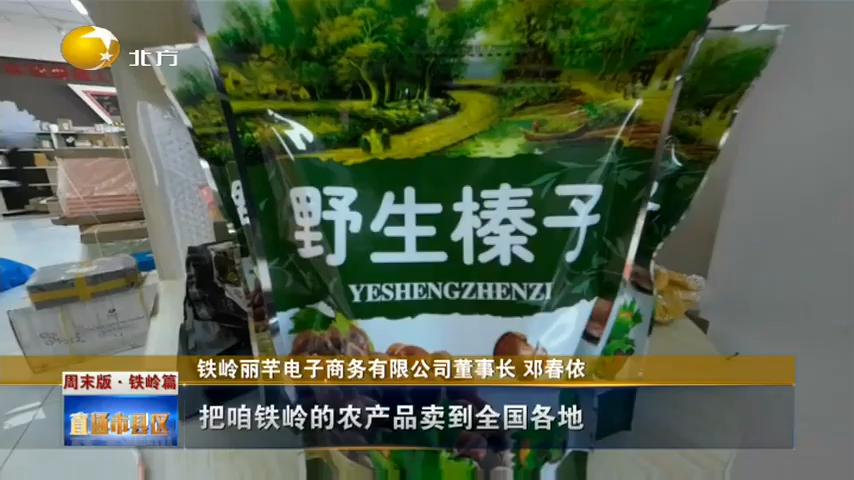 北方
野生榛子
YESHENGZHENZI
铁岭丽芊电子商务有限公司董事长 邓春依
周末版·铁岭篇
直通市县区
把咱铁岭的农产品卖到全国各地